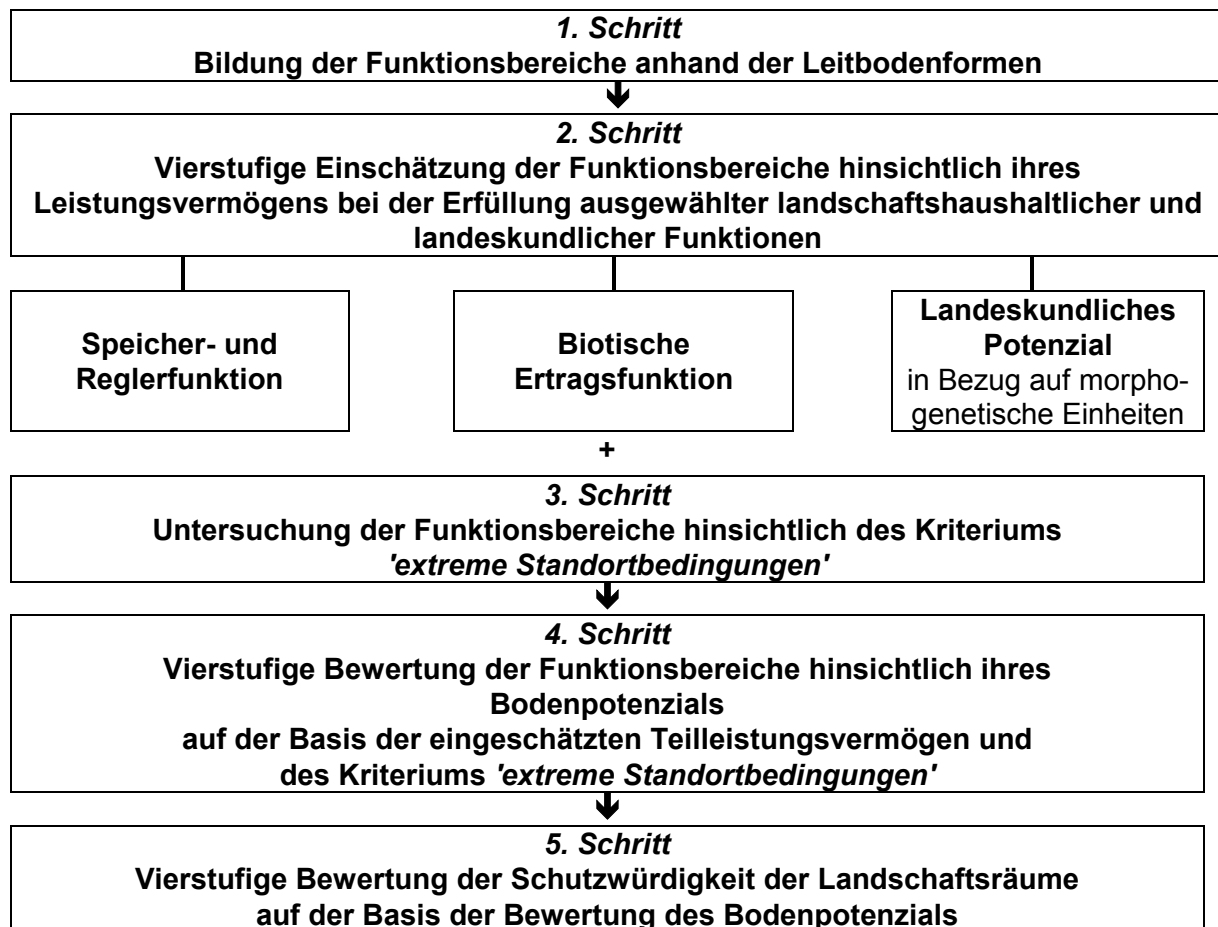 1. Schritt
Bildung der Funktionsbereiche anhand der Leitbodenformen
2. Schritt
Vierstufige Einschätzung der Funktionsbereiche hinsichtlich ihres
Leistungsvermögens bei der Erfüllung ausgewählter landschaftshaushaltlicher und
landeskundlicher Funktionen
Speicher- und
Reglerfunktion
Biotische
Ertragsfunktion
Landeskundliches
Potenzial
in Bezug auf morpho-
genetische Einheiten
+
3. Schritt
Untersuchung der Funktionsbereiche hinsichtlich des Kriteriums
'extreme Standortbedingungen'
4. Schritt
Vierstufige Bewertung der Funktionsbereiche hinsichtlich ihres
Bodenpotenzials
auf der Basis der eingeschätzten Teilleistungsvermögen und
des Kriteriums 'extreme Standortbedingungen'
5. Schritt
Vierstufige Bewertung der Schutzwürdigkeit der Landschaftsräume
auf der Basis der Bewertung des Bodenpotenzials